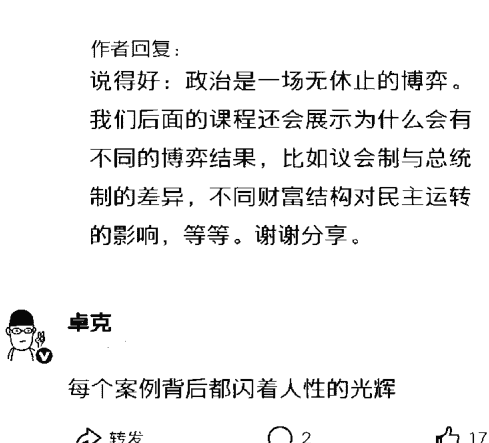 作者回复：
说得好：政治是一场无休止的博弈。
我们后面的课程还会展示为什么会有
不同的博弈结果，比如议会制与总统
制的差异，不同财富结构对民主运转
的影响，等等。谢谢分享。
卓克
每个案例背后都闪着人性的光辉
转发 2 17